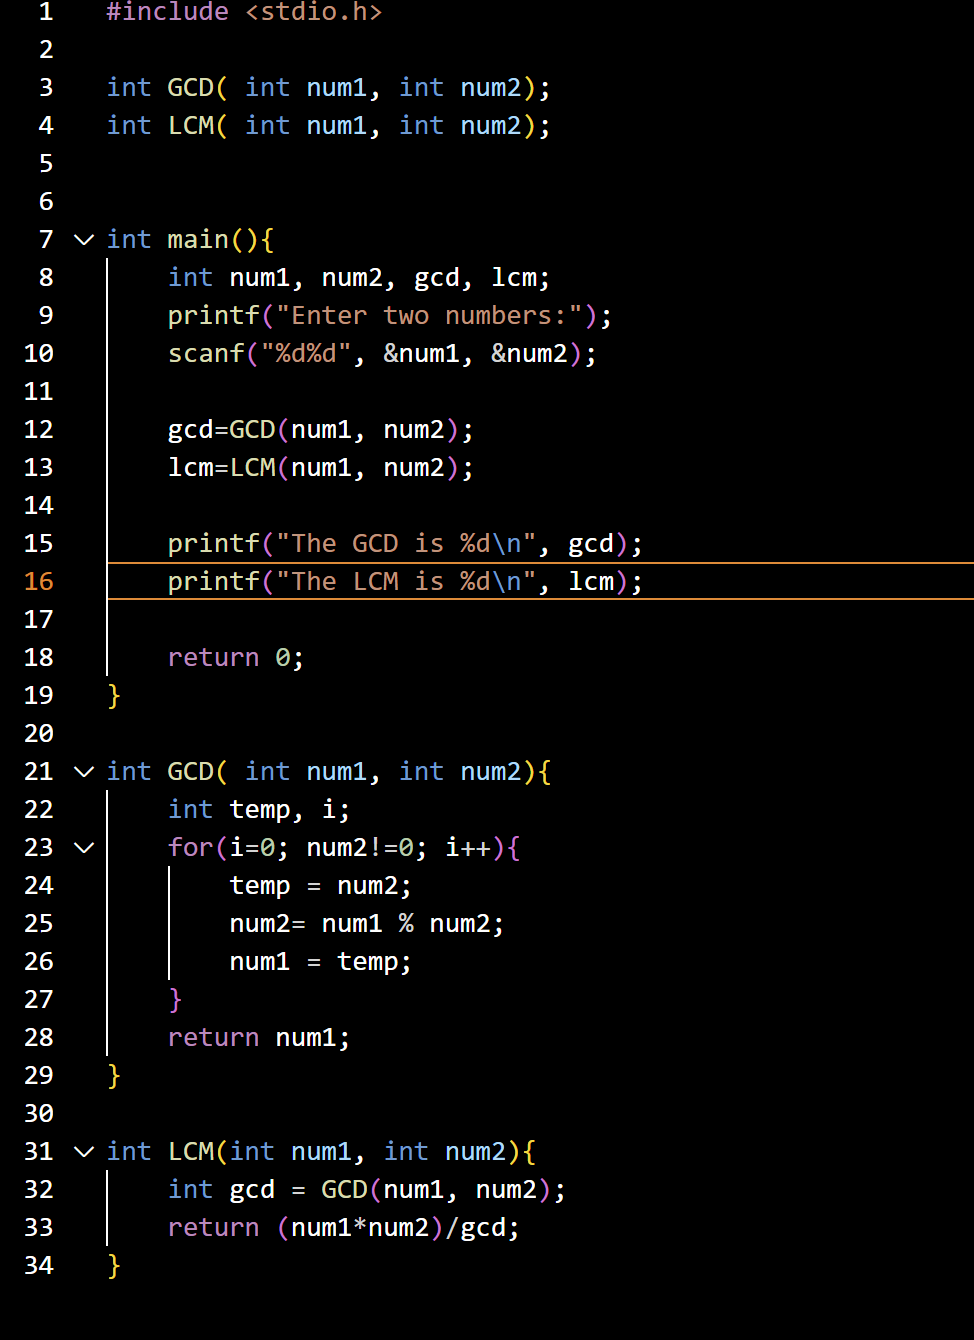 1 #include <stdio.h>
2
3 int GCD( int num1, int num2);
4 int LCM( int num1, int num2);
5
6
7 int main(){
8     int num1, num2, gcd, lcm;
9     printf("Enter two numbers:");
10     scanf("%d%d", &num1, &num2);
11
12     gcd=GCD(num1, num2);
13     lcm=LCM(num1, num2);
14
15     printf("The GCD is %d\n", gcd);
16     printf("The LCM is %d\n", lcm);
17
18     return 0;
19 }
20
21 int GCD( int num1, int num2){
22     int temp, i;
23     for(i=0; num2!=0; i++){
24         temp = num2;
25         num2= num1 % num2;
26         num1 = temp;
27     }
28     return num1;
29 }
30
31 int LCM(int num1, int num2){
32     int gcd = GCD(num1, num2);
33     return (num1*num2)/gcd;
34 }